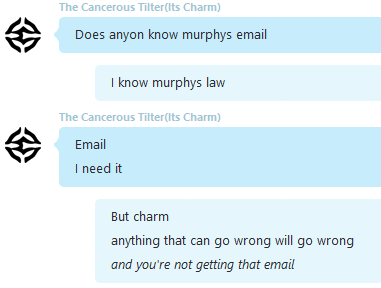 The Cancerous Tilter(Its Charm)
Does anyon know murphys email
I know murphys law
The Cancerous Tilter(Its Charm)
Email
I need it
But charm
anything that can go wrong will go wrong
and you're not getting that email